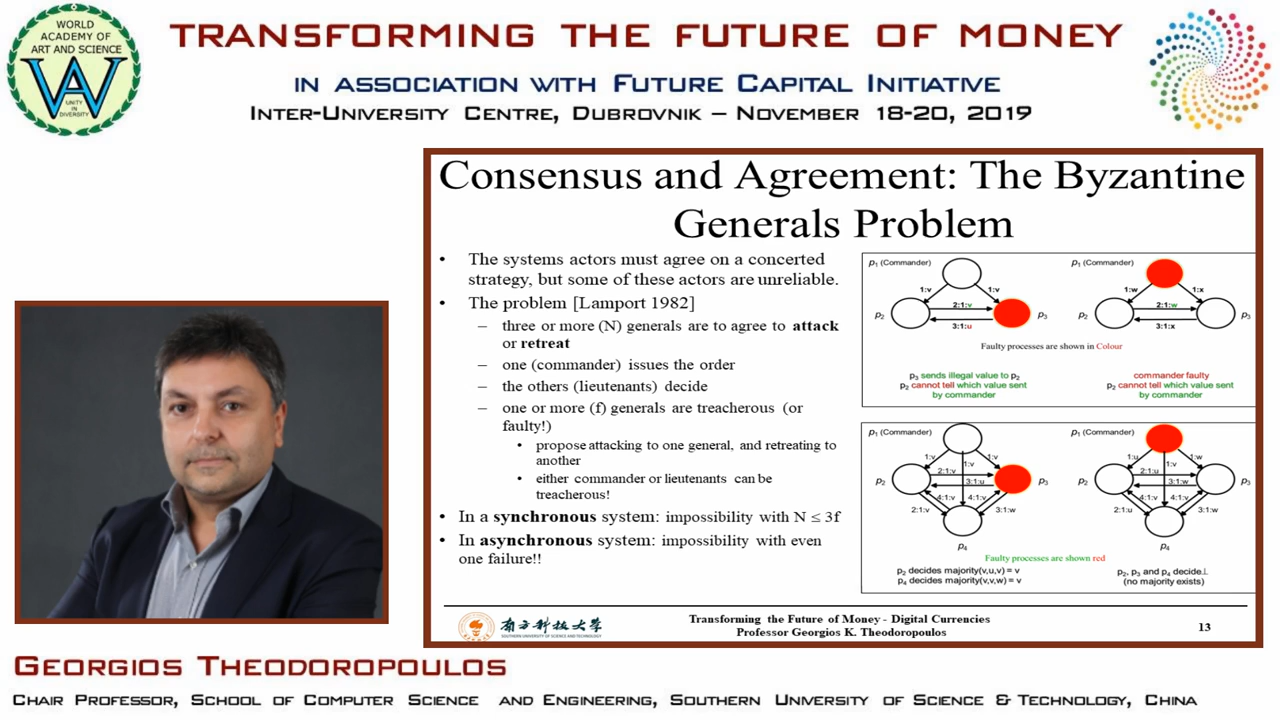 WORLD
ACADEMY OF
ART AND SCIENCE
UNITY
IN
DIVERSITY
TRANSFORMING THE FUTURE OF MONEY
IN ASSOCIATION WITH FUTURE CAPITAL INITIATIVE
INTER-UNIVERSITY CENTRE, DUBROVNIK – NOVEMBER 18-20, 2019
Consensus and Agreement: The Byzantine
Generals Problem
• The systems actors must agree on a concerted
strategy, but some of these actors are unreliable.
• The problem [Lamport 1982]
– three or more (N) generals are to agree to attack
or retreat
– one (commander) issues the order
– the others (lieutenants) decide
– one or more (f) generals are treacherous (or
faulty!)
• propose attacking to one general, and retreating to
another
• either commander or lieutenants can be
treacherous!
• In a synchronous system: impossibility with N ≤ 3f
• In asynchronous system: impossibility with even
one failure!!
p1 (Commander)
1:v 1:v
2:1:v
p2 p3
3:1:u
p1 (Commander)
1:w 1:x
2:1:w
p2 p3
3:1:x
Faulty processes are shown in Colour
p3 sends illegal value to p2
p2 cannot tell which value sent
by commander
commander faulty
p2 cannot tell which value sent
by commander
p1 (Commander)
1:v 1:v
1:v
2:1:v
p2 3:1:u p3
4:1:v 4:1:v
2:1:v 3:1:w
p4
p1 (Commander)
1:u 1:w
1:v
2:1:u
p2 3:1:w p3
4:1:v 4:1:v
2:1:u 3:1:w
p4
Faulty processes are shown red
p2 decides majority(v,u,v) = v
p4 decides majority(v,v,w) = v
p2, p3 and p4 decide⊥
(no majority exists)
南方科技大学
SOUTHERN UNIVERSITY OF SCIENCE AND TECHNOLOGY
Transforming the Future of Money - Digital Currencies
Professor Georgios K. Theodoropoulos
13
GEORGIOS THEODOROPOULOS
CHAIR PROFESSOR, SCHOOL OF COMPUTER SCIENCE AND ENGINEERING, SOUTHERN UNIVERSITY OF SCIENCE & TECHNOLOGY, CHINA